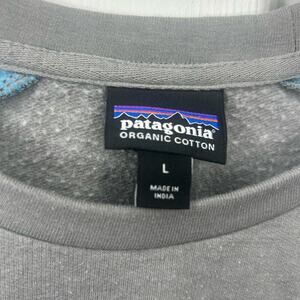 patagonia
ORGANIC COTTON
L
MADE IN
INDIA